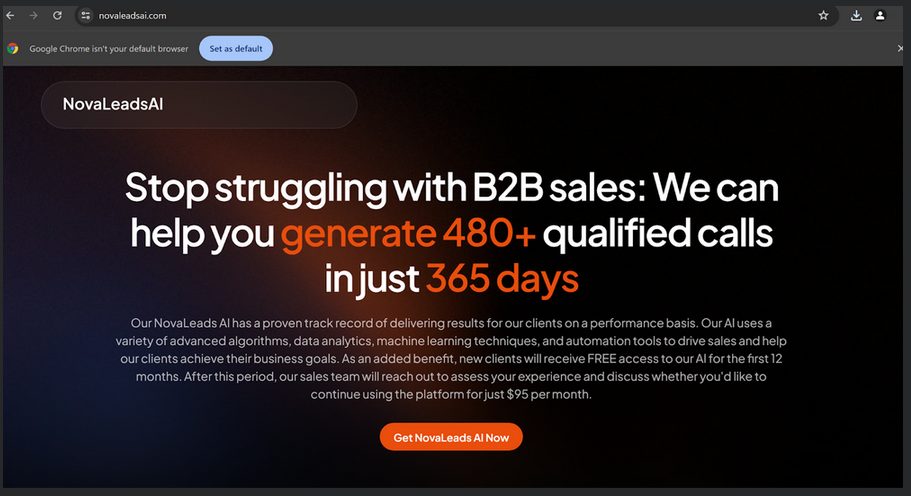 novaleadsai.com
Google Chrome isn't your default browser
Set as default
NovaLeadsAI
Stop struggling with B2B sales: We can
help you generate 480+ qualified calls
in just 365 days
Our NovaLeads AI has a proven track record of delivering results for our clients on a performance basis. Our AI uses a
variety of advanced algorithms, data analytics, machine learning techniques, and automation tools to drive sales and help
our clients achieve their business goals. As an added benefit, new clients will receive FREE access to our AI for the first 12
months. After this period, our sales team will reach out to assess your experience and discuss whether you'd like to
continue using the platform for just $95 per month.
Get NovaLeads AI Now